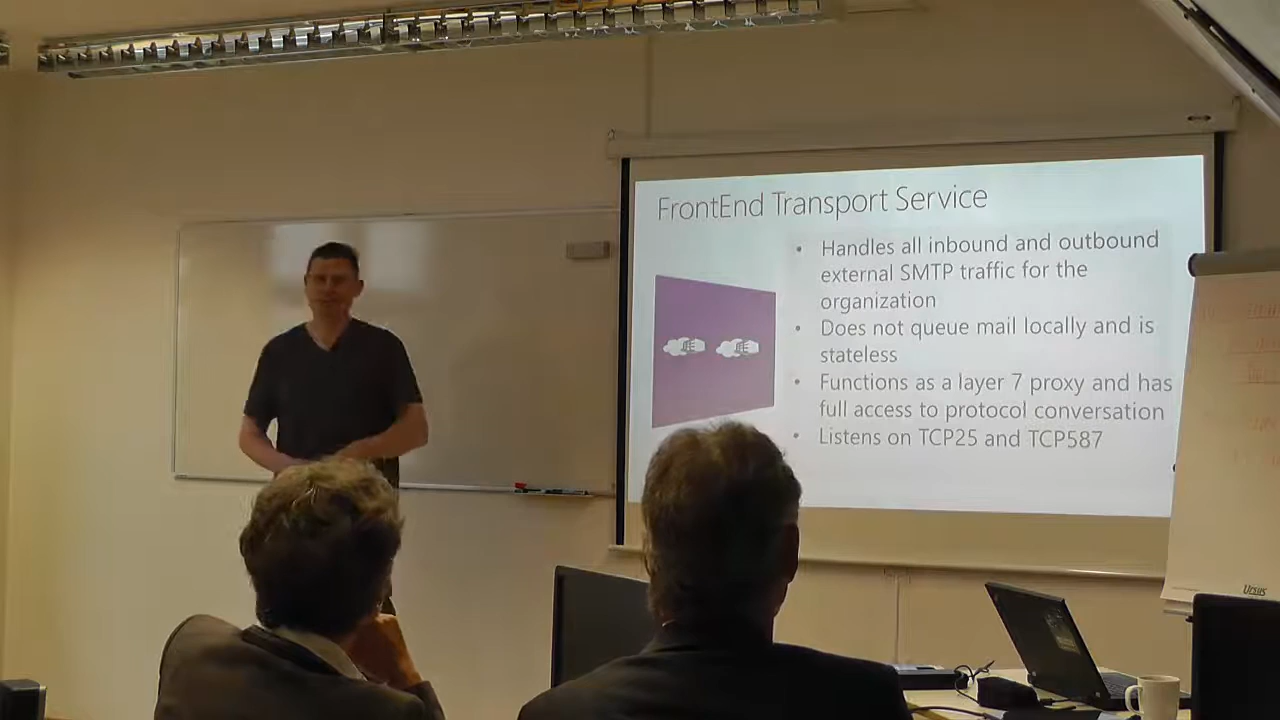 FrontEnd Transport Service
• Handles all inbound and outbound
external SMTP traffic for the
organization
• Does not queue mail locally and is
stateless
• Functions as a layer 7 proxy and has
full access to protocol conversation
• Listens on TCP25 and TCP587
Ursus